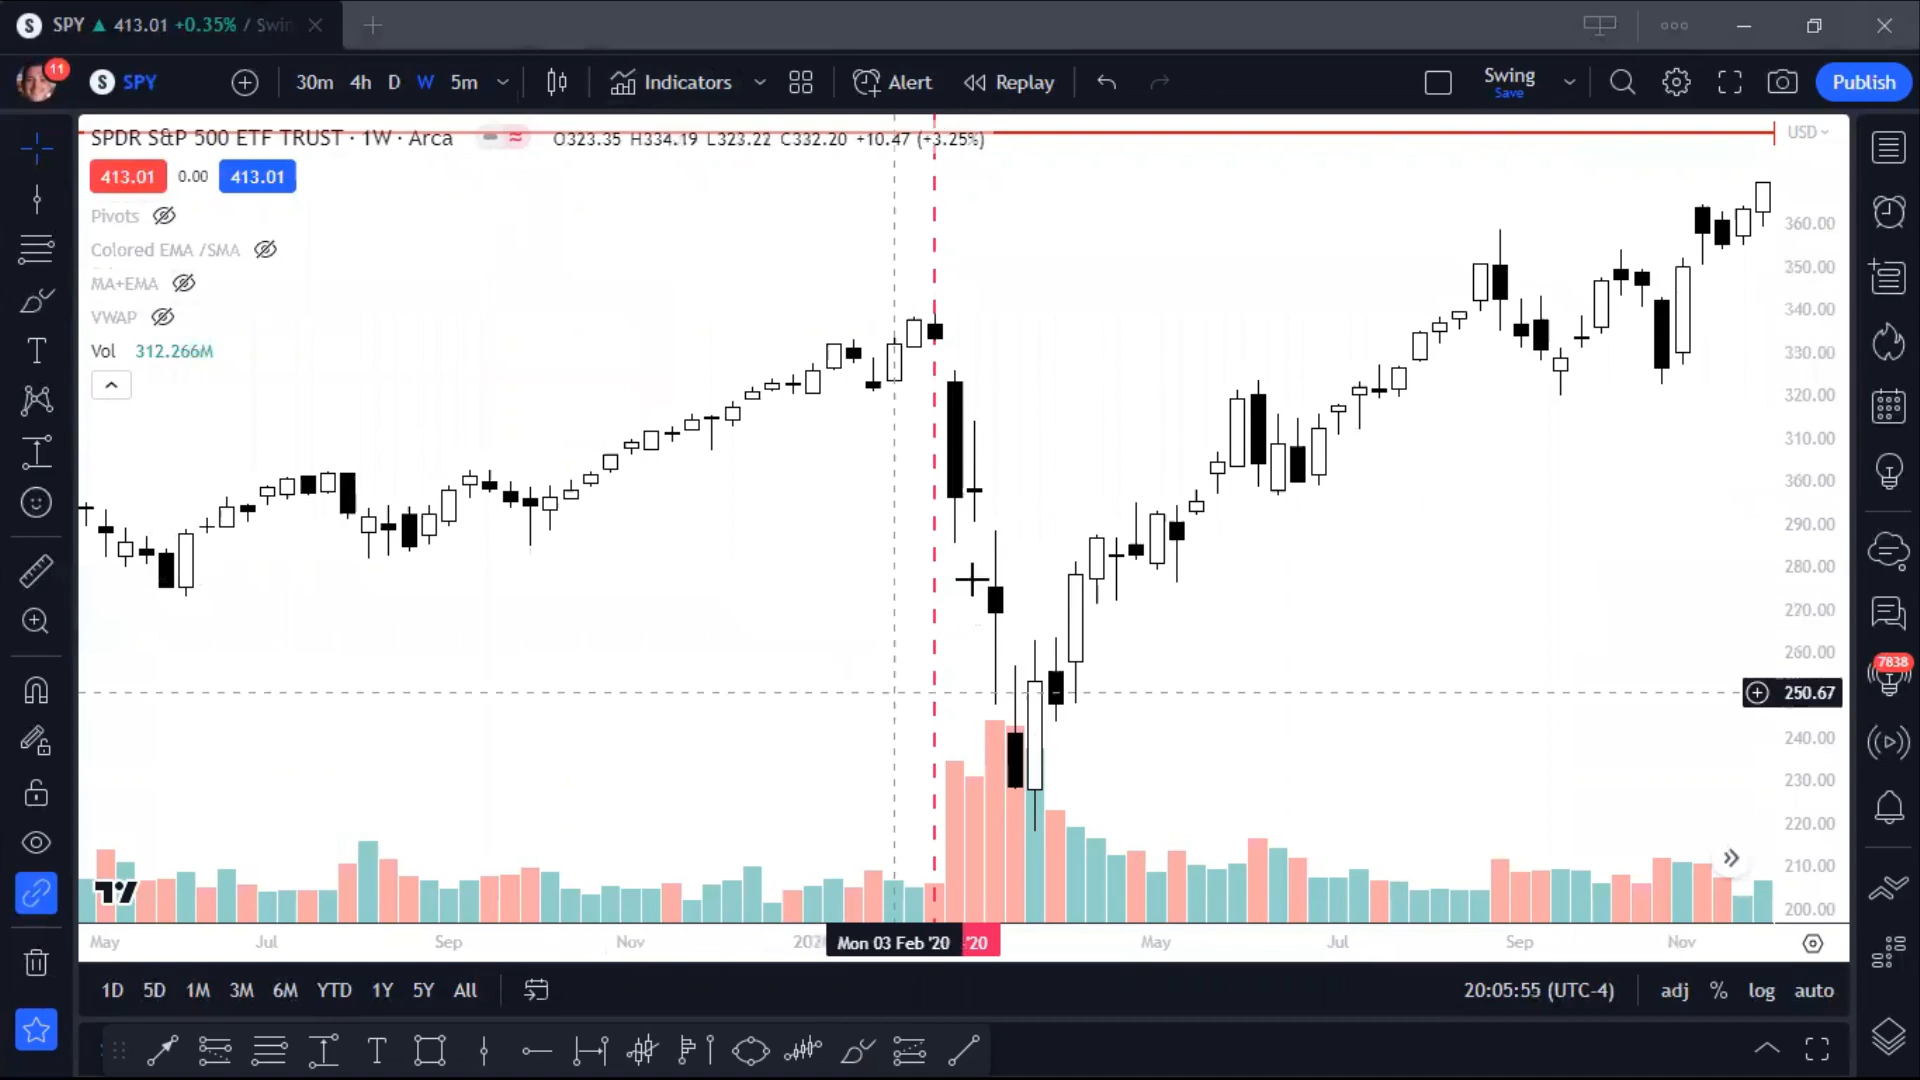 S SPY ▲ 413.01 +0.35% / Swin
11 S SPY 30m 4h D W 5m Indicators Alert Replay Swing Save Publish
SPDR S&P 500 ETF TRUST · 1W · Arca O323.35 H334.19 L323.22 C332.20 +10.47 (+3.25%) USD
413.01 0.00 413.01
Pivots
Colored EMA /SMA
MA+EMA
VWAP
Vol 312.266M
360.00
350.00
340.00
330.00
320.00
310.00
300.00
290.00
280.00
270.00
260.00
250.67
240.00
230.00
220.00
210.00
200.00
7838
May Jul Sep Nov Mon 03 Feb '20 -'20 May Jul Sep Nov
1D 5D 1M 3M 6M YTD 1Y 5Y All 20:05:55 (UTC-4) adj % log auto
T